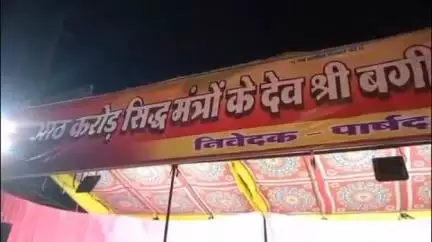 आठ करोड़ सिद्ध मंत्रों के देव श्री बगी
निवेदक - पार्षद